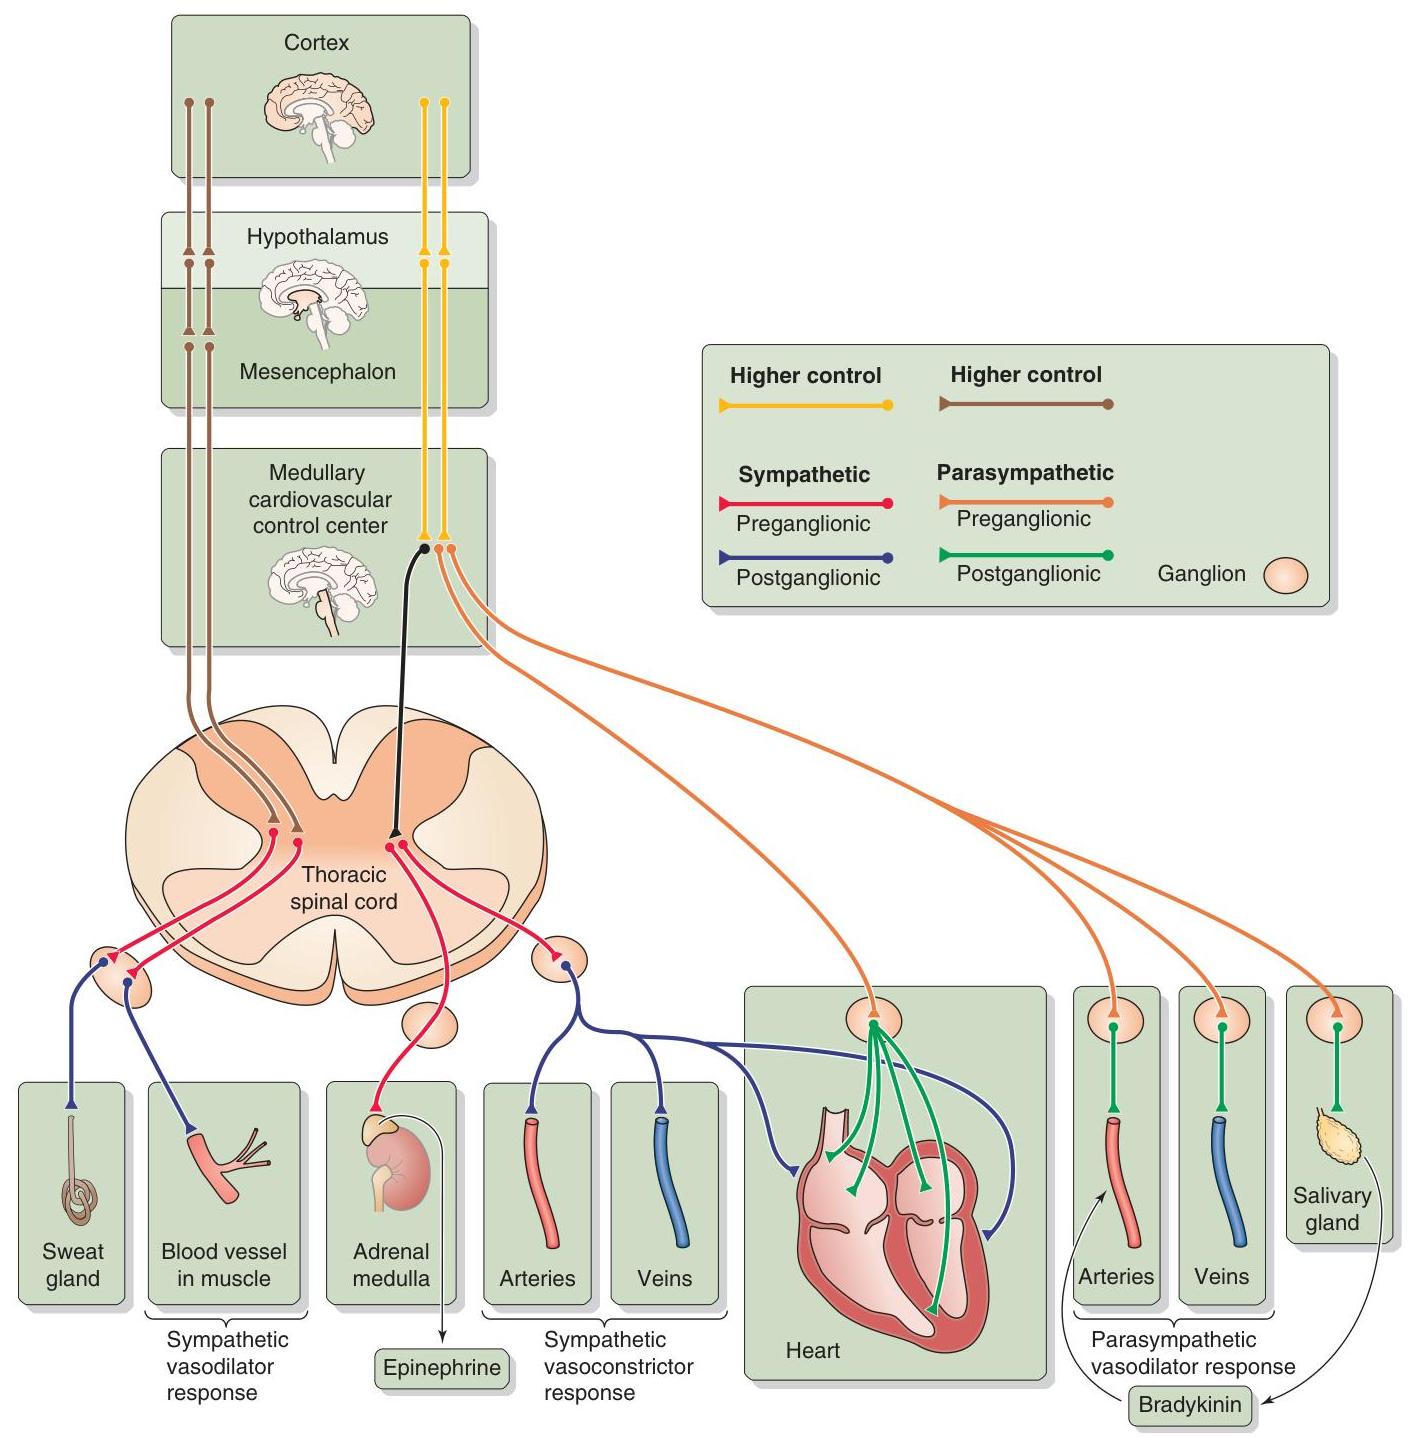 Cortex
Hypothalamus
Mesencephalon
Medullary
cardiovascular
control center
Higher control
Higher control
Sympathetic
Preganglionic
Postganglionic
Parasympathetic
Preganglionic
Postganglionic
Ganglion
Thoracic
spinal cord
Sweat
gland
Blood vessel
in muscle
Sympathetic
vasodilator
response
Adrenal
medulla
Epinephrine
Arteries
Veins
Sympathetic
vasoconstrictor
response
Heart
Arteries
Veins
Parasympathetic
vasodilator response
Salivary
gland
Bradykinin